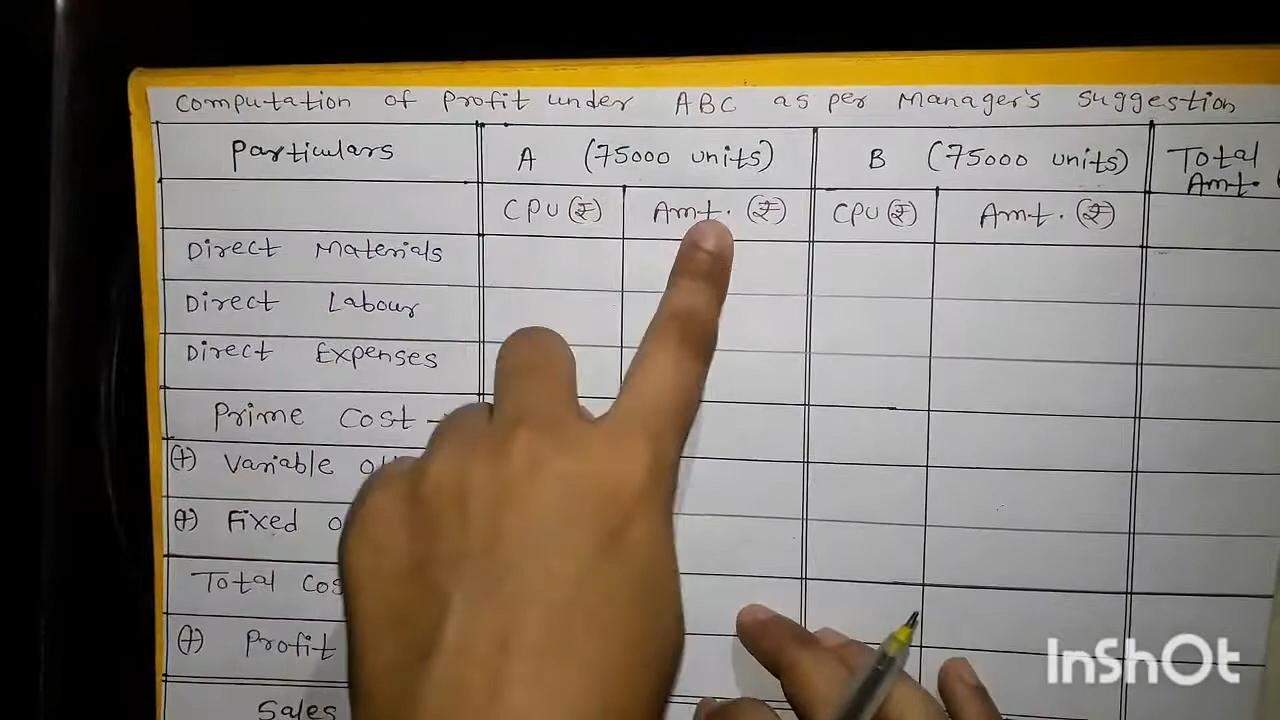 Computation of Profit under ABC as per Manager's suggestion
Particulars A (75000 units) B (75000 units) Total Amt.
CPU (₹) Amt. (₹) CPU (₹) Amt. (₹)
Direct Materials
Direct Labour
Direct Expenses
Prime Cost
(+) Variable
(+) Fixed
Total
(+) Profit
Sales
InShOt